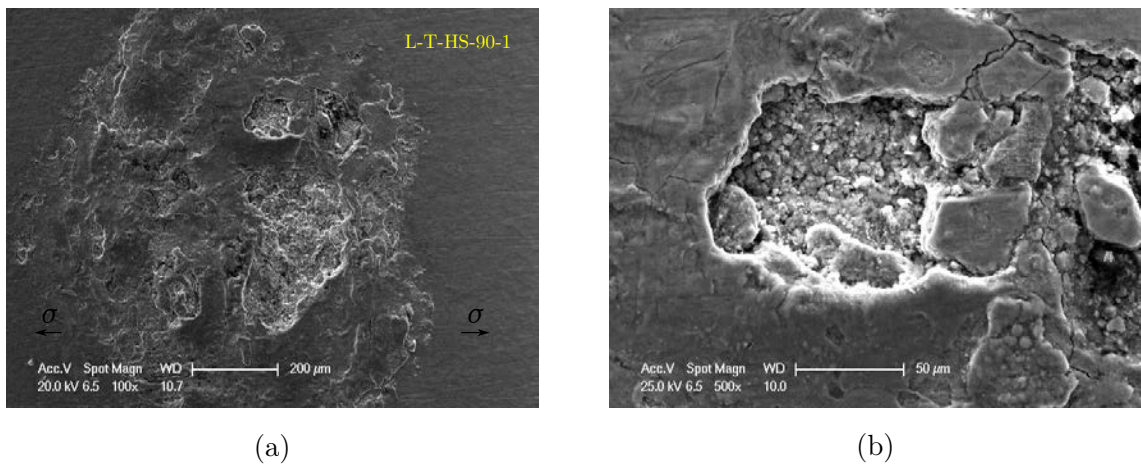 L-T-HS-90-1
σ σ
Acc.V Spot Magn WD 200 µm
20.0 kV 6.5 100x 10.7
Acc.V Spot Magn WD 50 µm
25.0 kV 6.5 500x 10.0
(a) (b)